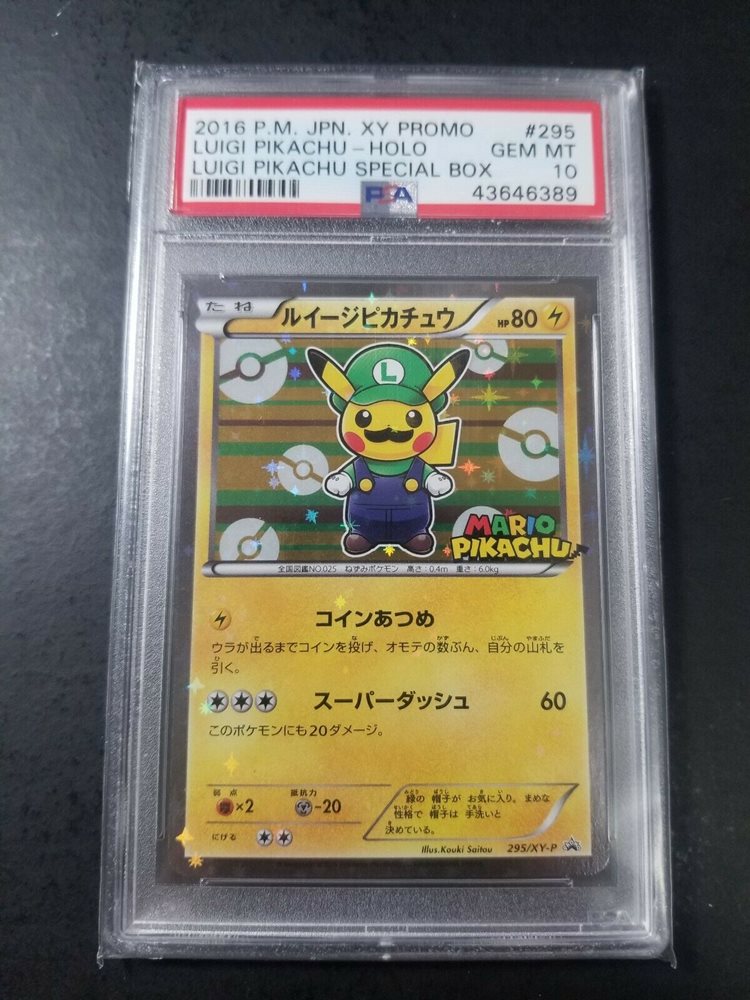 2016 P.M. JPN. XY PROMO #295
LUIGI PIKACHU-HOLO GEM MT
LUIGI PIKACHU SPECIAL BOX 10
PSA 43646389
たね ルイージピカチュウ HP80
L
MARIO
PIKACHU
全国図鑑NO.025 ねずみポケモン 高さ:0.4m 重さ:6.0kg
コインあつめ
ウラが出るまでコインを投げ、オモテの数ぶん、自分の山札を
引く。
スーパーダッシュ 60
このポケモンにも20ダメージ。
弱点 抵抗力
×2 -20
にげる
緑の 帽子が お気に入り。 まめな
性格で 帽子は 手洗いと
決めている。
Illus.Kouki Saitou 295/XY-P